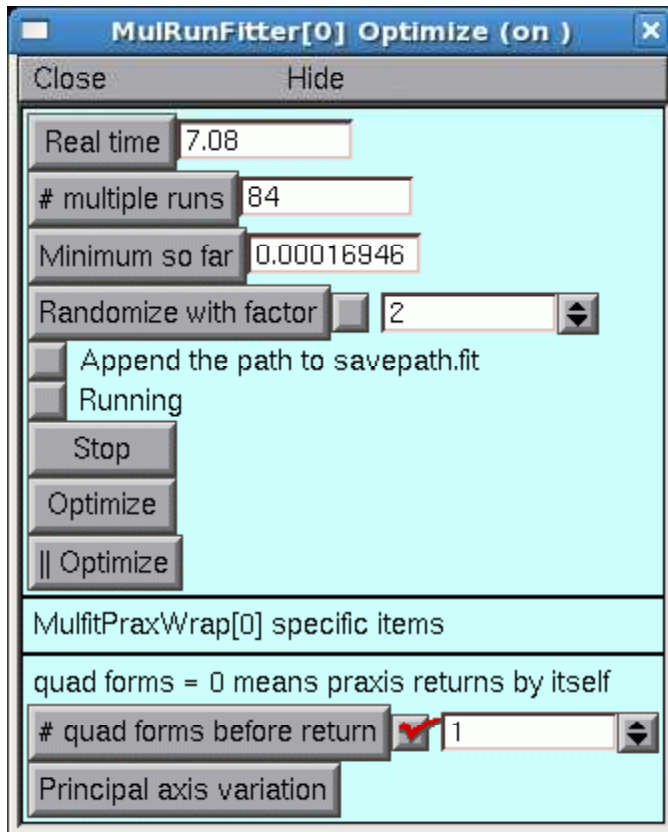 MulRunFitter[0] Optimize (on )
Close Hide
Real time 7.08
# multiple runs 84
Minimum so far 0.00016946
Randomize with factor 2
Append the path to savepath.fit
Running
Stop
Optimize
|| Optimize
MulfitPraxWrap[0] specific items
quad forms = 0 means praxis returns by itself
# quad forms before return 1
Principal axis variation